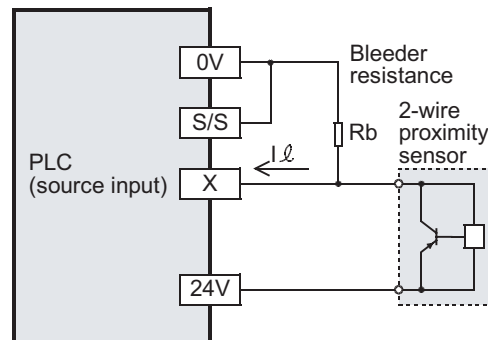 0V
Bleeder
resistance
S/S
2-wire
proximity
sensor
Rb
PLC
(source input)
Iℓ
X
24V